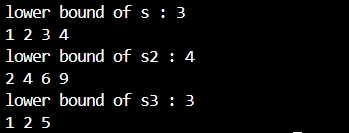 lower bound of s : 3
1 2 3 4
lower bound of s2 : 4
2 4 6 9
lower bound of s3 : 3
1 2 5